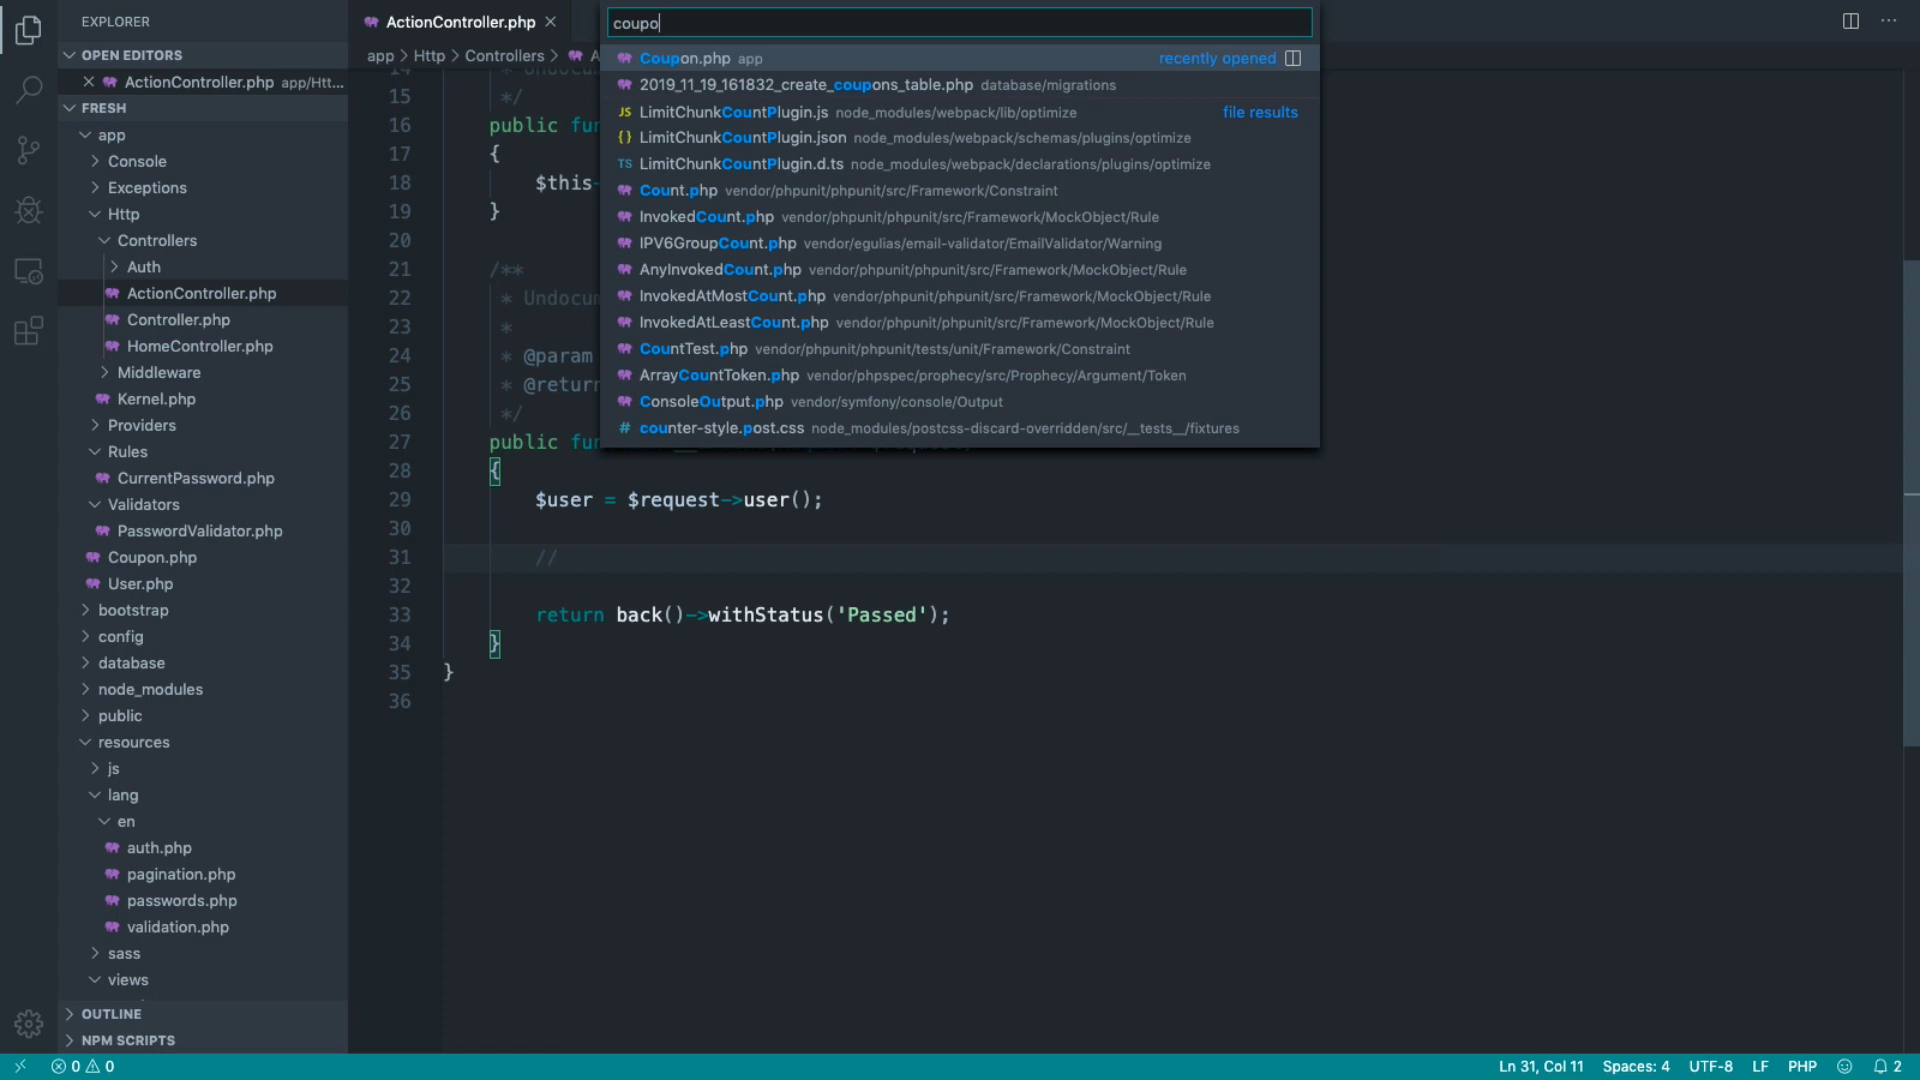 EXPLORER
OPEN EDITORS
ActionController.php app/Htt...
FRESH
app
Console
Exceptions
Http
Controllers
Auth
ActionController.php
Controller.php
HomeController.php
Middleware
Kernel.php
Providers
Rules
CurrentPassword.php
Validators
PasswordValidator.php
Coupon.php
User.php
bootstrap
config
database
node_modules
public
resources
js
lang
en
auth.php
pagination.php
passwords.php
validation.php
sass
views
OUTLINE
NPM SCRIPTS
ActionController.php
app > Http > Controllers > A
coupo
Coupon.php app recently opened
2019_11_19_161832_create_coupons_table.php database/migrations
JS LimitChunkCountPlugin.js node_modules/webpack/lib/optimize file results
{} LimitChunkCountPlugin.json node_modules/webpack/schemas/plugins/optimize
TS LimitChunkCountPlugin.d.ts node_modules/webpack/declarations/plugins/optimize
Count.php vendor/phpunit/phpunit/src/Framework/Constraint
InvokedCount.php vendor/phpunit/phpunit/src/Framework/MockObject/Rule
IPV6GroupCount.php vendor/egulias/email-validator/EmailValidator/Warning
AnyInvokedCount.php vendor/phpunit/phpunit/src/Framework/MockObject/Rule
InvokedAtMostCount.php vendor/phpunit/phpunit/src/Framework/MockObject/Rule
InvokedAtLeastCount.php vendor/phpunit/phpunit/src/Framework/MockObject/Rule
CountTest.php vendor/phpunit/phpunit/tests/unit/Framework/Constraint
ArrayCountToken.php vendor/phpspec/prophecy/src/Prophecy/Argument/Token
ConsoleOutput.php vendor/symfony/console/Output
# counter-style.post.css node_modules/postcss-discard-overridden/src/__tests__/fixtures
14 * Undocum
15 */
16 public fun
17 {
18 $this-
19 }
20
21 /**
22 * Undocum
23 *
24 * @param
25 * @return
26 */
27 public fun
28 {
29 $user = $request->user();
30
31 //
32
33 return back()->withStatus('Passed');
34 }
35 }
36
0 0
Ln 31, Col 11 Spaces: 4 UTF-8 LF PHP 2